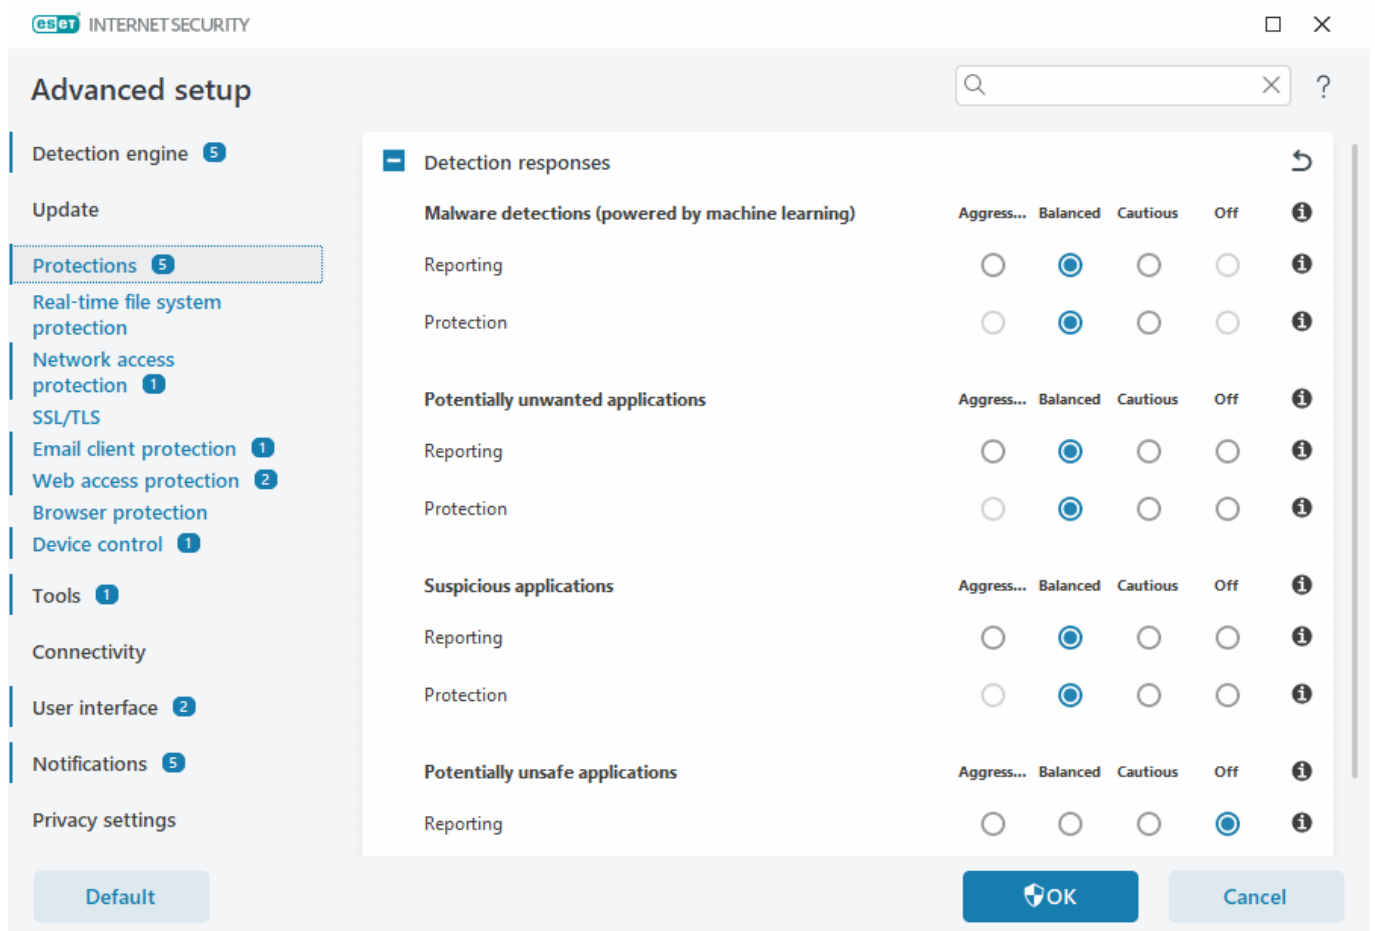 eseT INTERNET SECURITY
Advanced setup
?
Detection engine 5
Update
Protections 5
Real-time file system
protection
Network access
protection 1
SSL/TLS
Email client protection 1
Web access protection 2
Browser protection
Device control 1
Tools 1
Connectivity
User interface 2
Notifications 5
Privacy settings
Detection responses
Malware detections (powered by machine learning) Aggress... Balanced Cautious Off
Reporting
Protection
Potentially unwanted applications Aggress... Balanced Cautious Off
Reporting
Protection
Suspicious applications Aggress... Balanced Cautious Off
Reporting
Protection
Potentially unsafe applications Aggress... Balanced Cautious Off
Reporting
Default
OK
Cancel